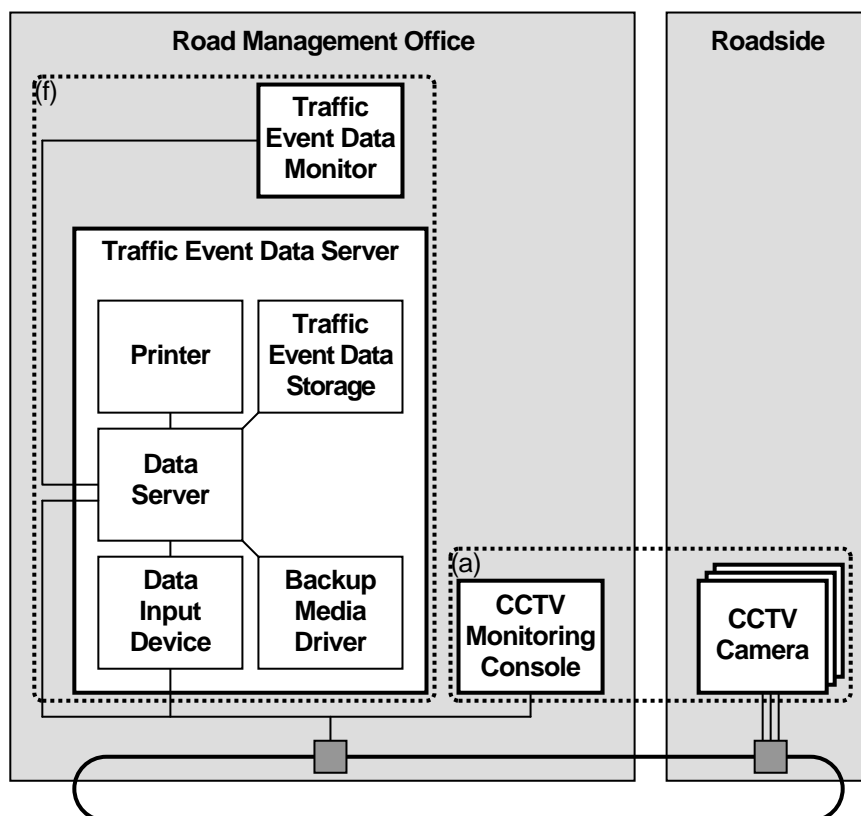 Road Management Office
Roadside
(f)
Traffic
Event Data
Monitor
Traffic Event Data Server
Printer
Traffic
Event Data
Storage
Data
Server
Data
Input
Device
Backup
Media
Driver
(a)
CCTV
Monitoring
Console
CCTV
Camera